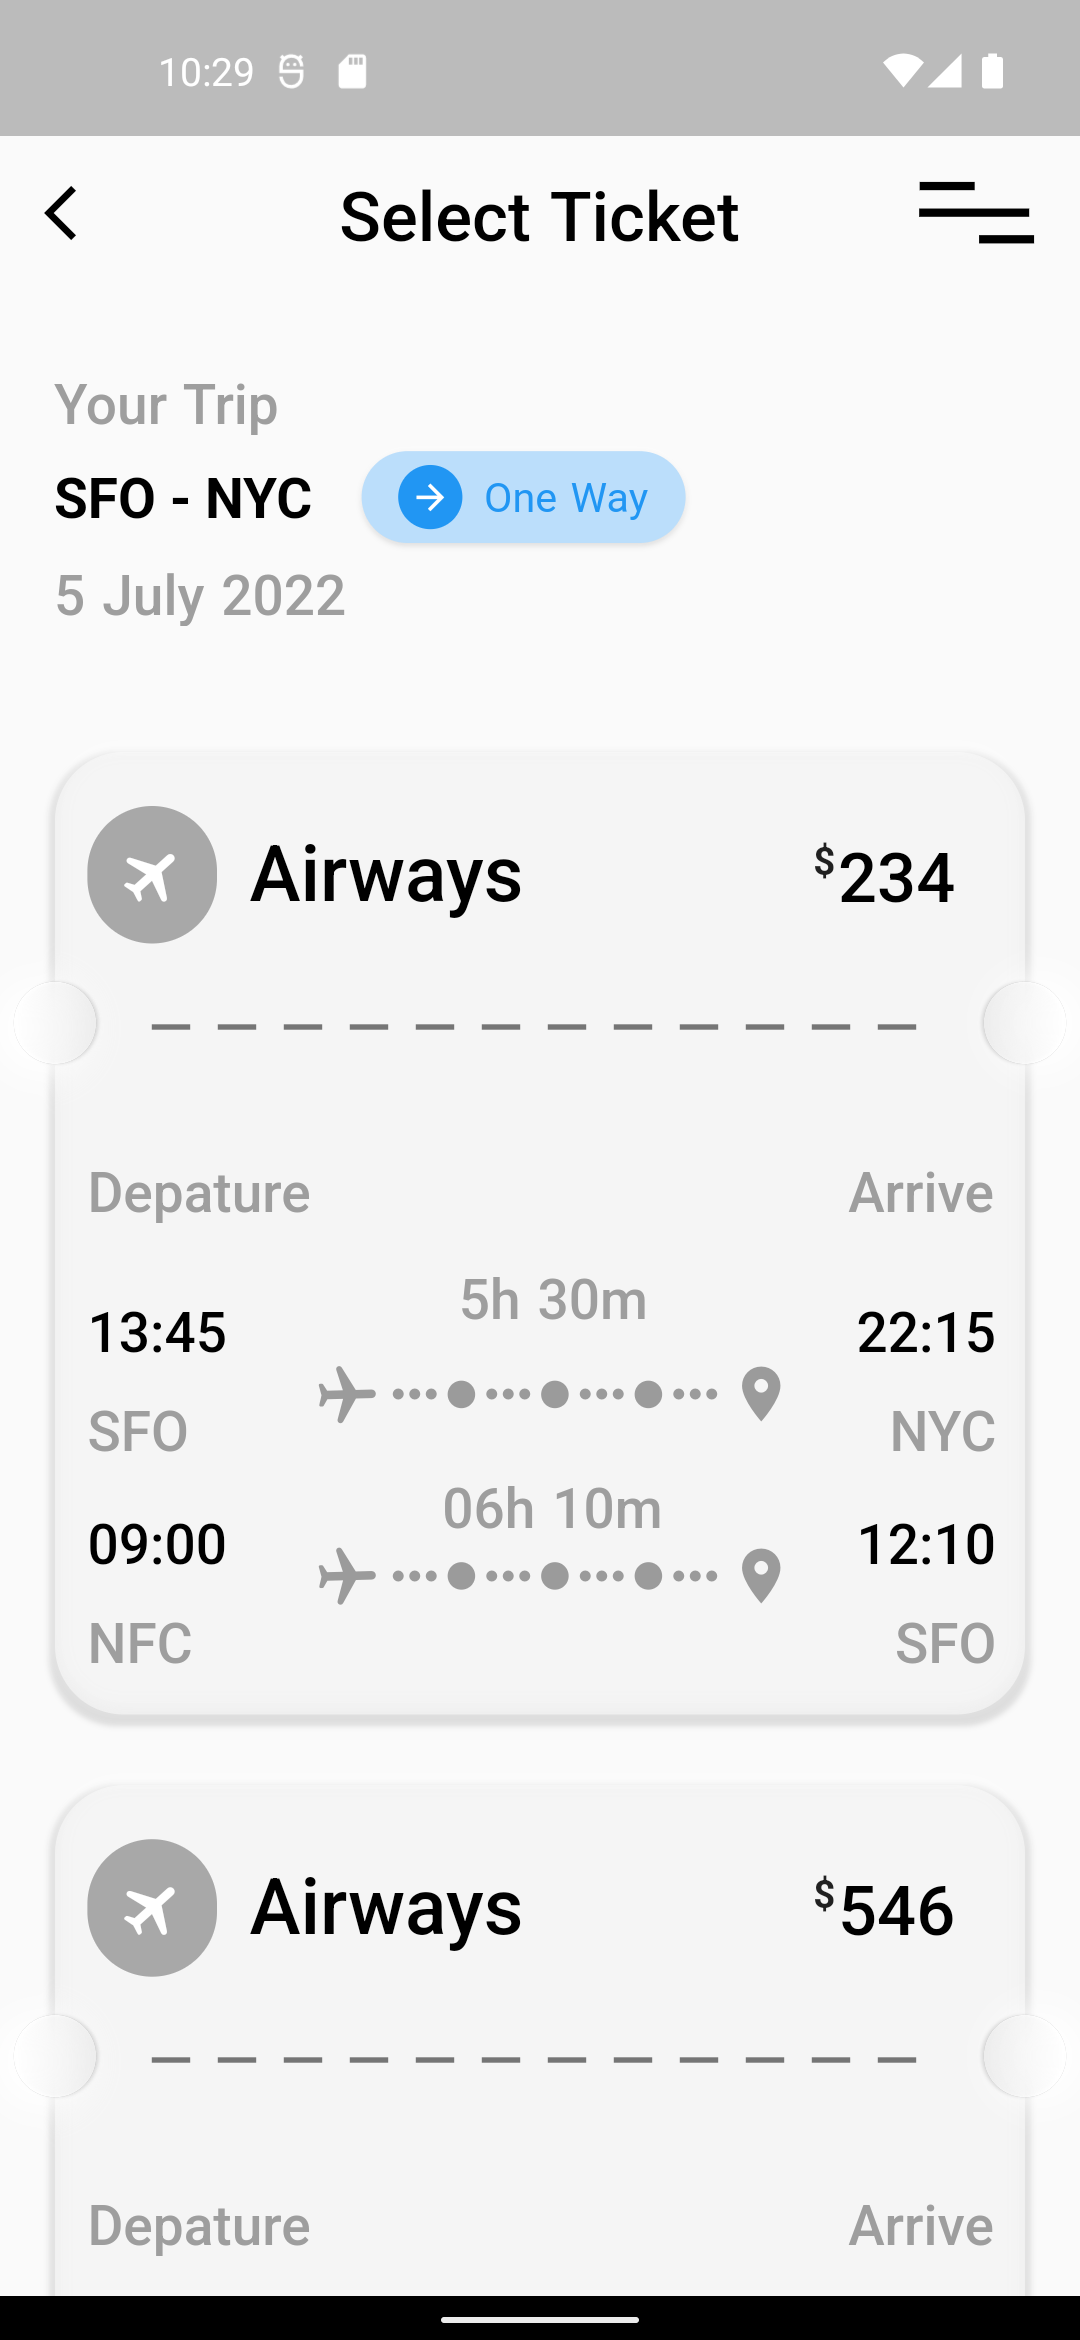 10:29
Select Ticket
Your Trip
SFO - NYC One Way
5 July 2022
Airways $234
Depature Arrive
5h 30m
13:45 22:15
SFO NYC
06h 10m
09:00 12:10
NFC SFO
Airways $546
Depature Arrive